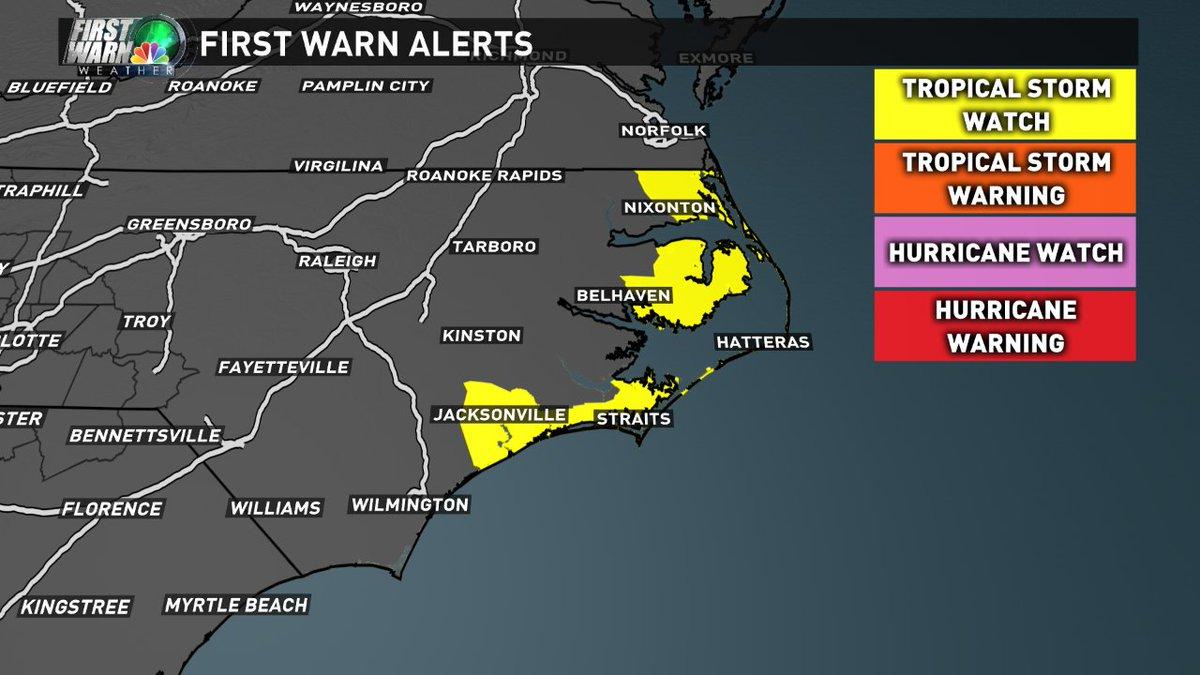 WAYNESBORO
FIRST WARN WEATHER
FIRST WARN ALERTS
RICHMOND
EXMORE
BLUEFIELD
ROANOKE
PAMPLIN CITY
TROPICAL STORM
WATCH
NORFOLK
VIRGILINA
ROANOKE RAPIDS
TROPICAL STORM
WARNING
TRAPHILL
NIXONTON
GREENSBORO
TARBORO
RALEIGH
Y
HURRICANE WATCH
BELHAVEN
TROY
HURRICANE
WARNING
LOTTE
KINSTON
HATTERAS
FAYETTEVILLE
STER
JACKSONVILLE
STRAITS
BENNETTSVILLE
FLORENCE
WILLIAMS
WILMINGTON
KINGSTREE
MYRTLE BEACH